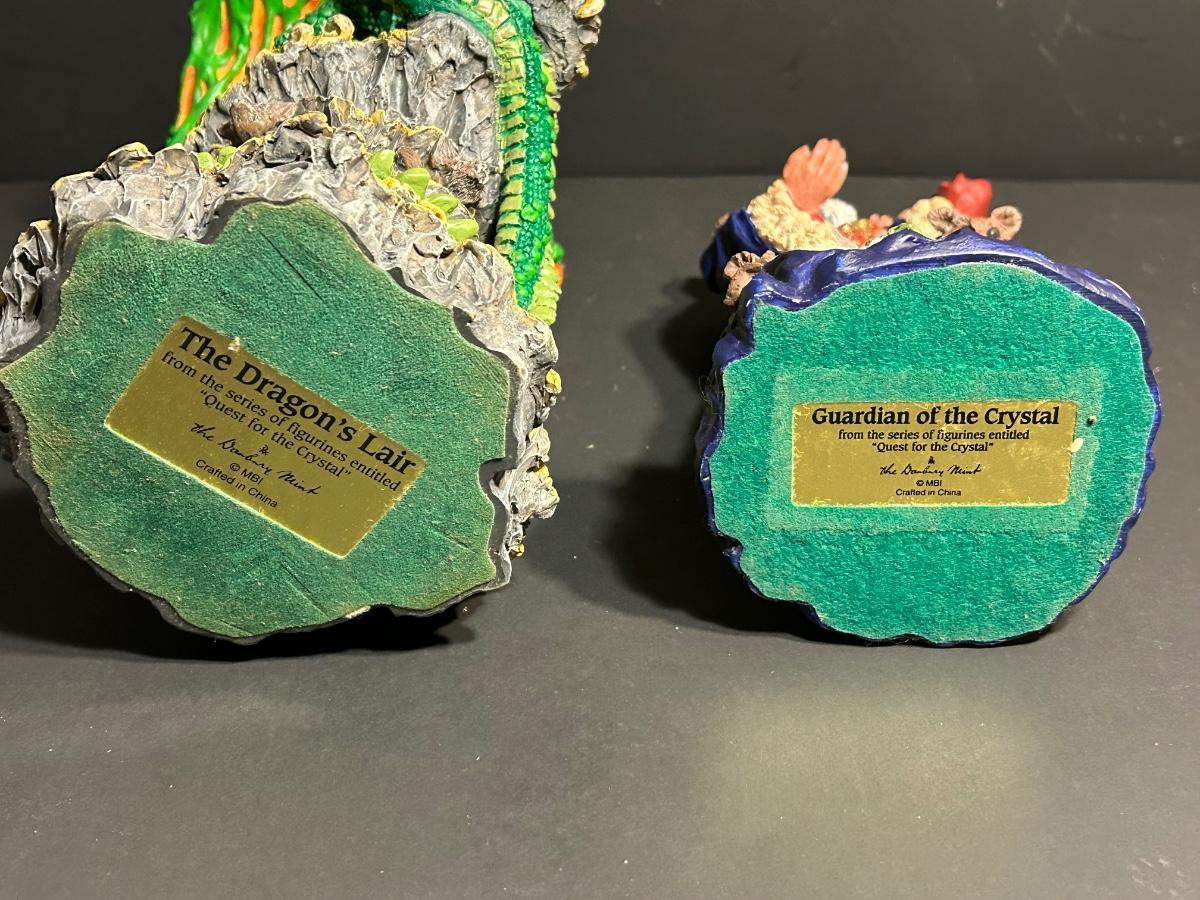 The Dragon's Lair
from the series of figurines entitled
"Quest for the Crystal"
&
the Danbury Mint
© MBI
Crafted in China
Guardian of the Crystal
from the series of figurines entitled
"Quest for the Crystal"
&
the Danbury Mint
© MBI
Crafted in China